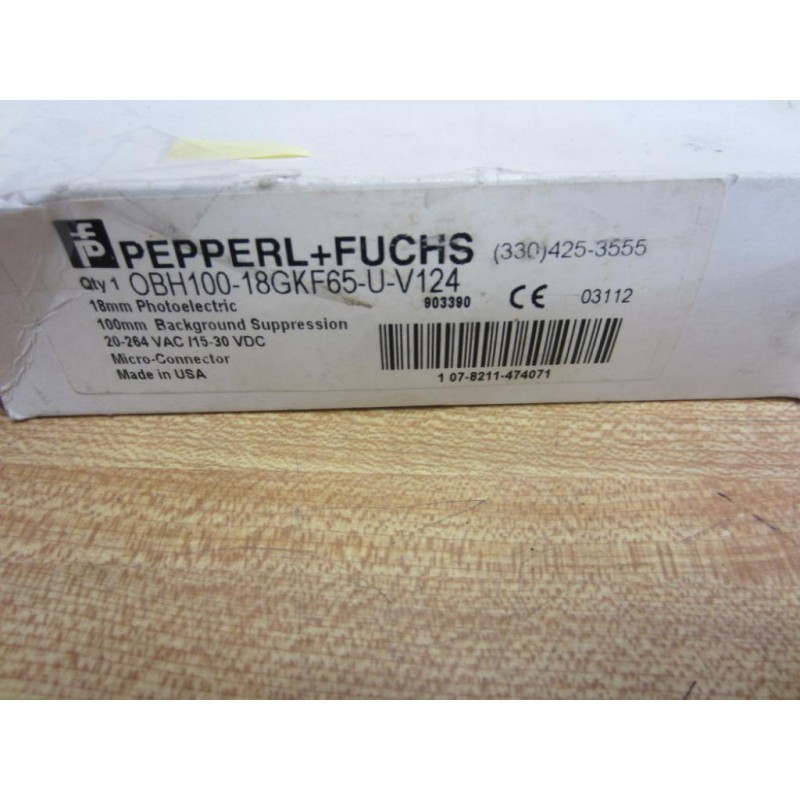 PEPPERL+FUCHS (330)425-3555
Qty 1 OBH100-18GKF65-U-V124
18mm Photoelectric 903390 CE 03112
100mm Background Suppression
20-264 VAC /15-30 VDC
Micro-Connector
Made in USA 1 07-8211-474071